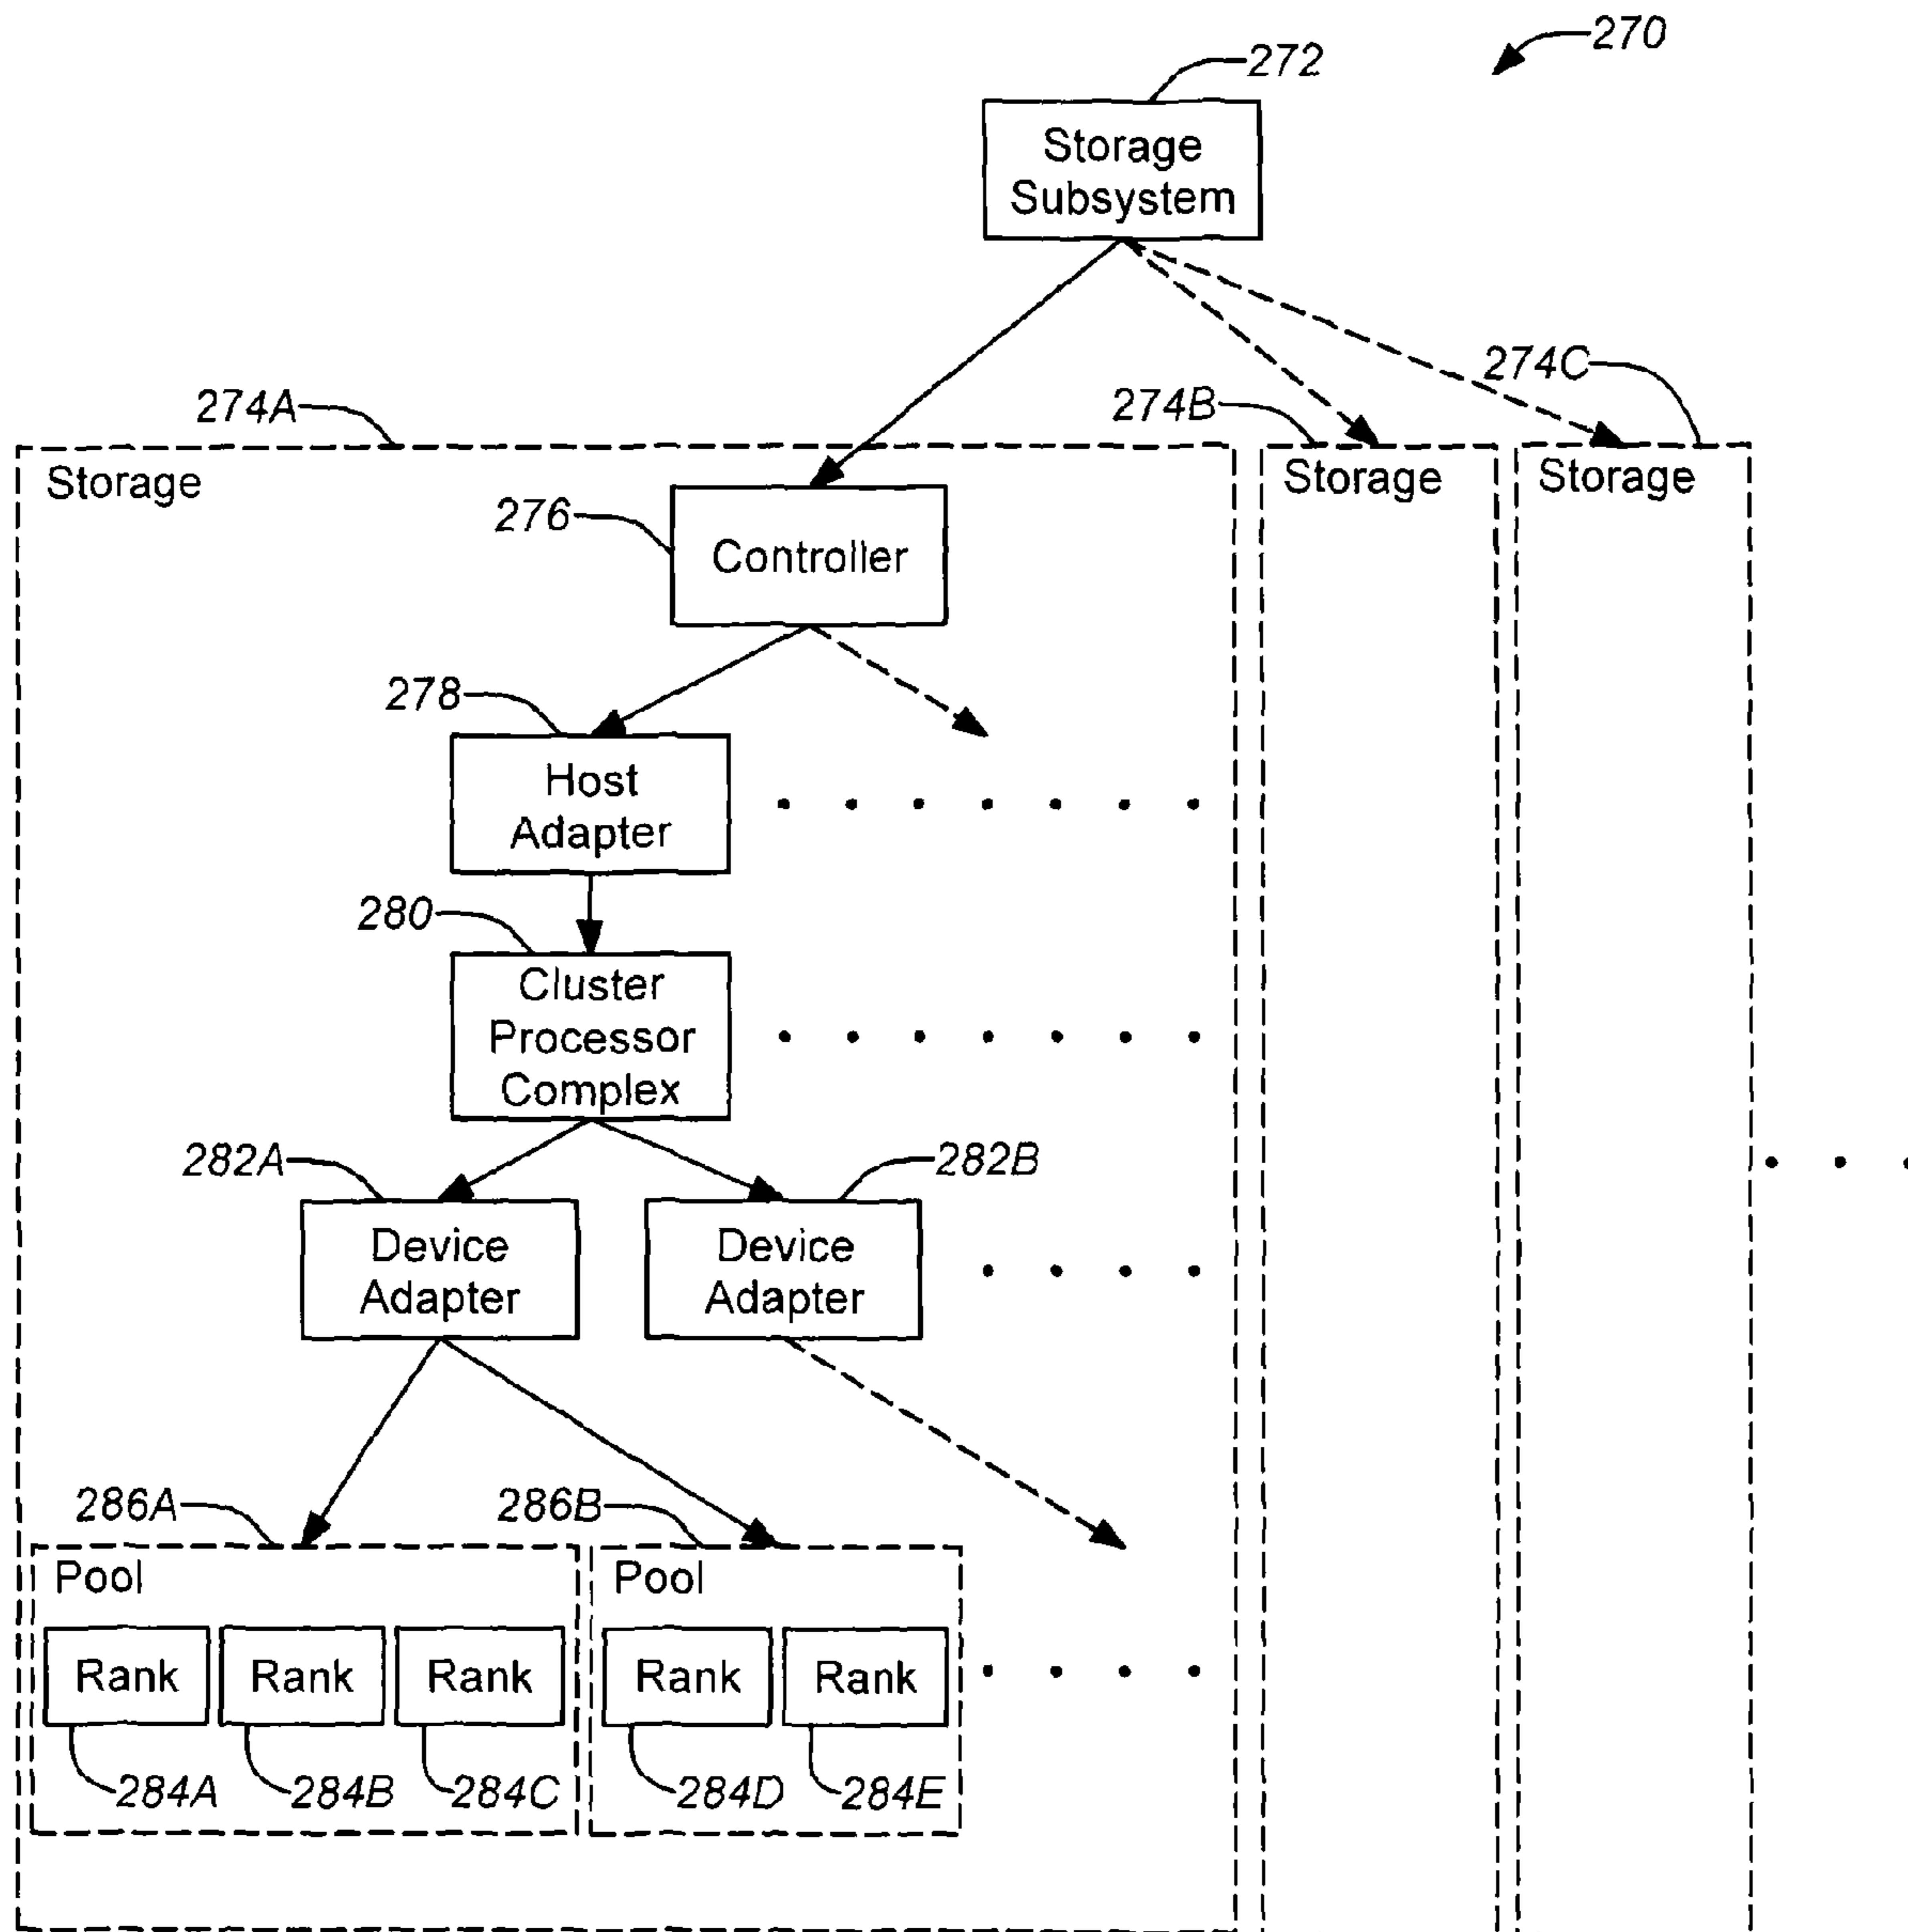 270
272
Storage
Subsystem
274A
274B
274C
Storage
Storage
Storage
276
Controller
278
Host
Adapter
280
Cluster
Processor
Complex
282A
282B
Device
Adapter
Device
Adapter
286A
286B
Pool
Pool
Rank
Rank
Rank
Rank
Rank
284A
284B
284C
284D
284E